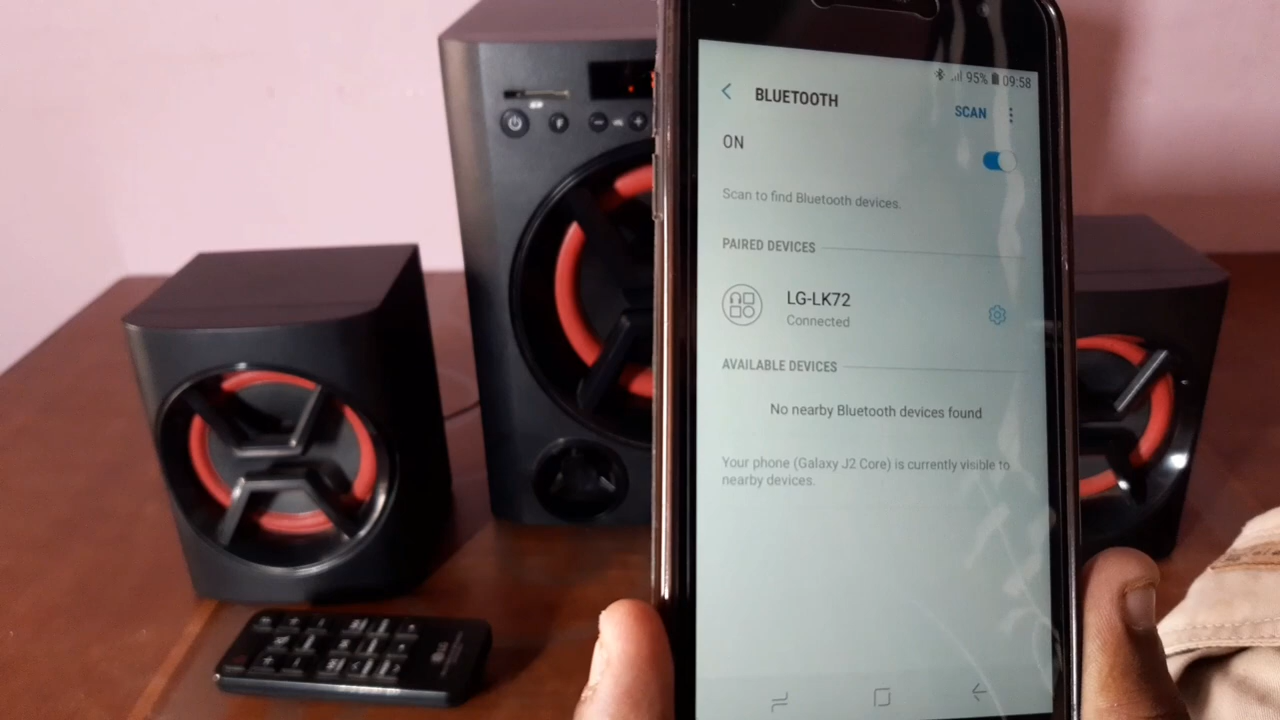 95% 09:58
BLUETOOTH
SCAN
ON
Scan to find Bluetooth devices.
PAIRED DEVICES
LG-LK72
Connected
AVAILABLE DEVICES
No nearby Bluetooth devices found
Your phone (Galaxy J2 Core) is currently visible to
nearby devices.
LG